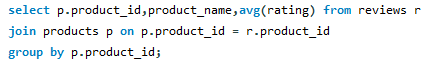 select p.product_id,product_name,avg(rating) from reviews r
join products p on p.product_id = r.product_id
group by p.product_id;